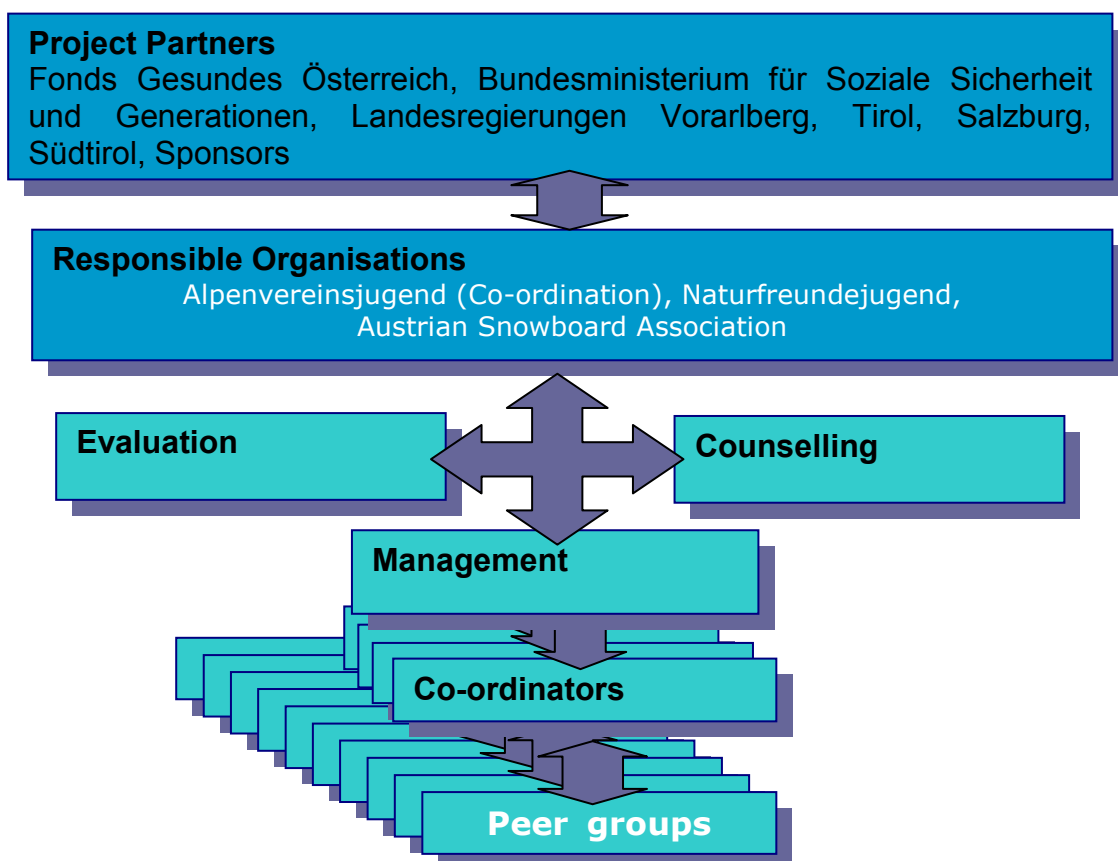 Project Partners
Fonds Gesundes Österreich, Bundesministerium für Soziale Sicherheit
und Generationen, Landesregierungen Vorarlberg, Tirol, Salzburg,
Südtirol, Sponsors
Responsible Organisations
Alpenvereinsjugend (Co-ordination), Naturfreundejugend,
Austrian Snowboard Association
Evaluation
Counselling
Management
Co-ordinators
Peer groups